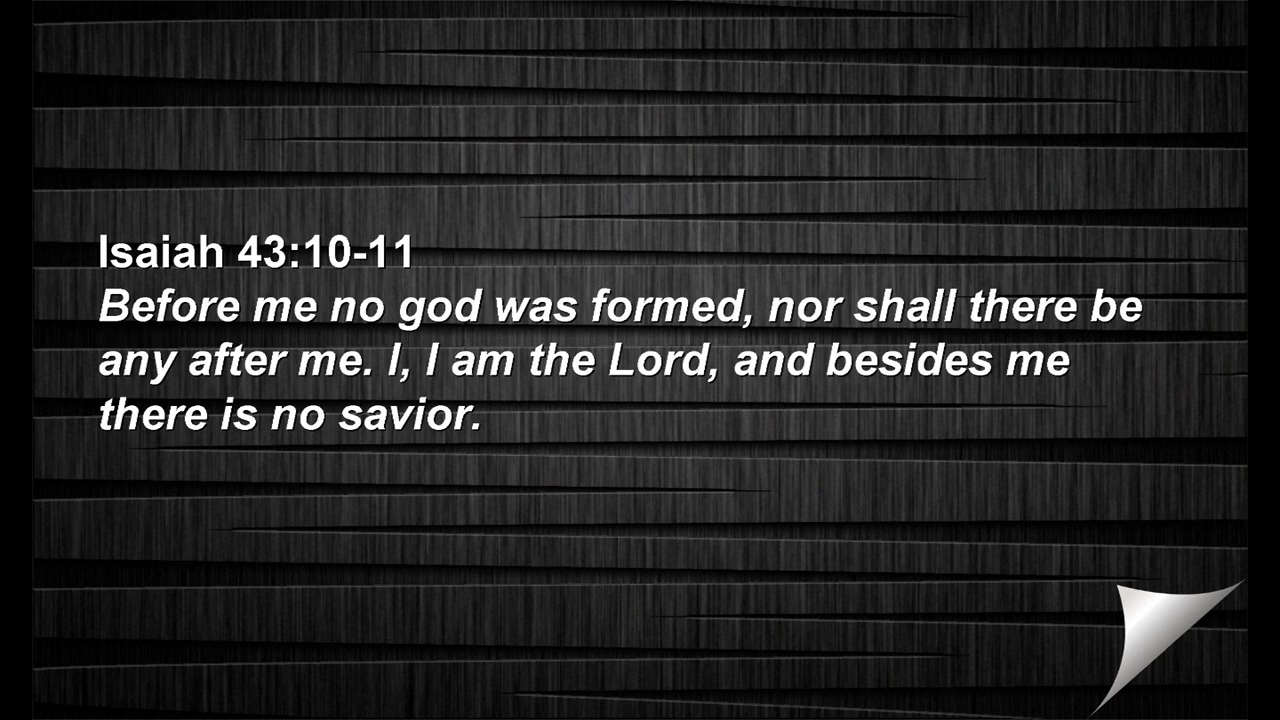 Isaiah 43:10-11
Before me no god was formed, nor shall there be
any after me. I, I am the Lord, and besides me
there is no savior.